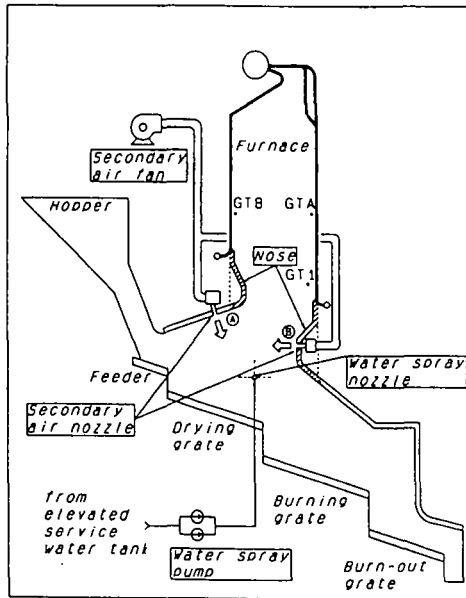 Furnace
Secondary
air fan
Hopper
GTB
GTA
Nose
GT1
A
B
Feeder
Water spray
nozzle
Secondary
air nozzle
Drying
grate
from
elevated
service
water tank
Burning
grate
Water spray
pump
Burn-out
grate